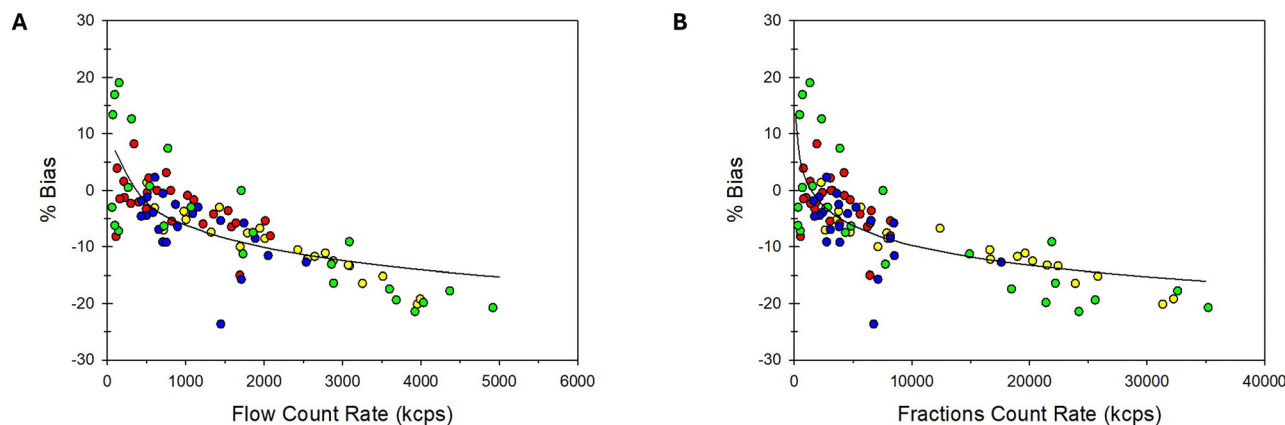 A
30
20
10
0
-10
-20
-30
% Bias
0 1000 2000 3000 4000 5000 6000
Flow Count Rate (kcps)
B
30
20
10
0
-10
-20
-30
% Bias
0 10000 20000 30000 40000
Fractions Count Rate (kcps)